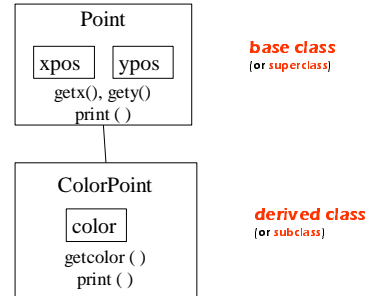 Point
xpos ypos
getx(), gety()
print ( )
base class
(or superclass)
ColorPoint
color
getcolor ( )
print ( )
derived class
(or subclass)